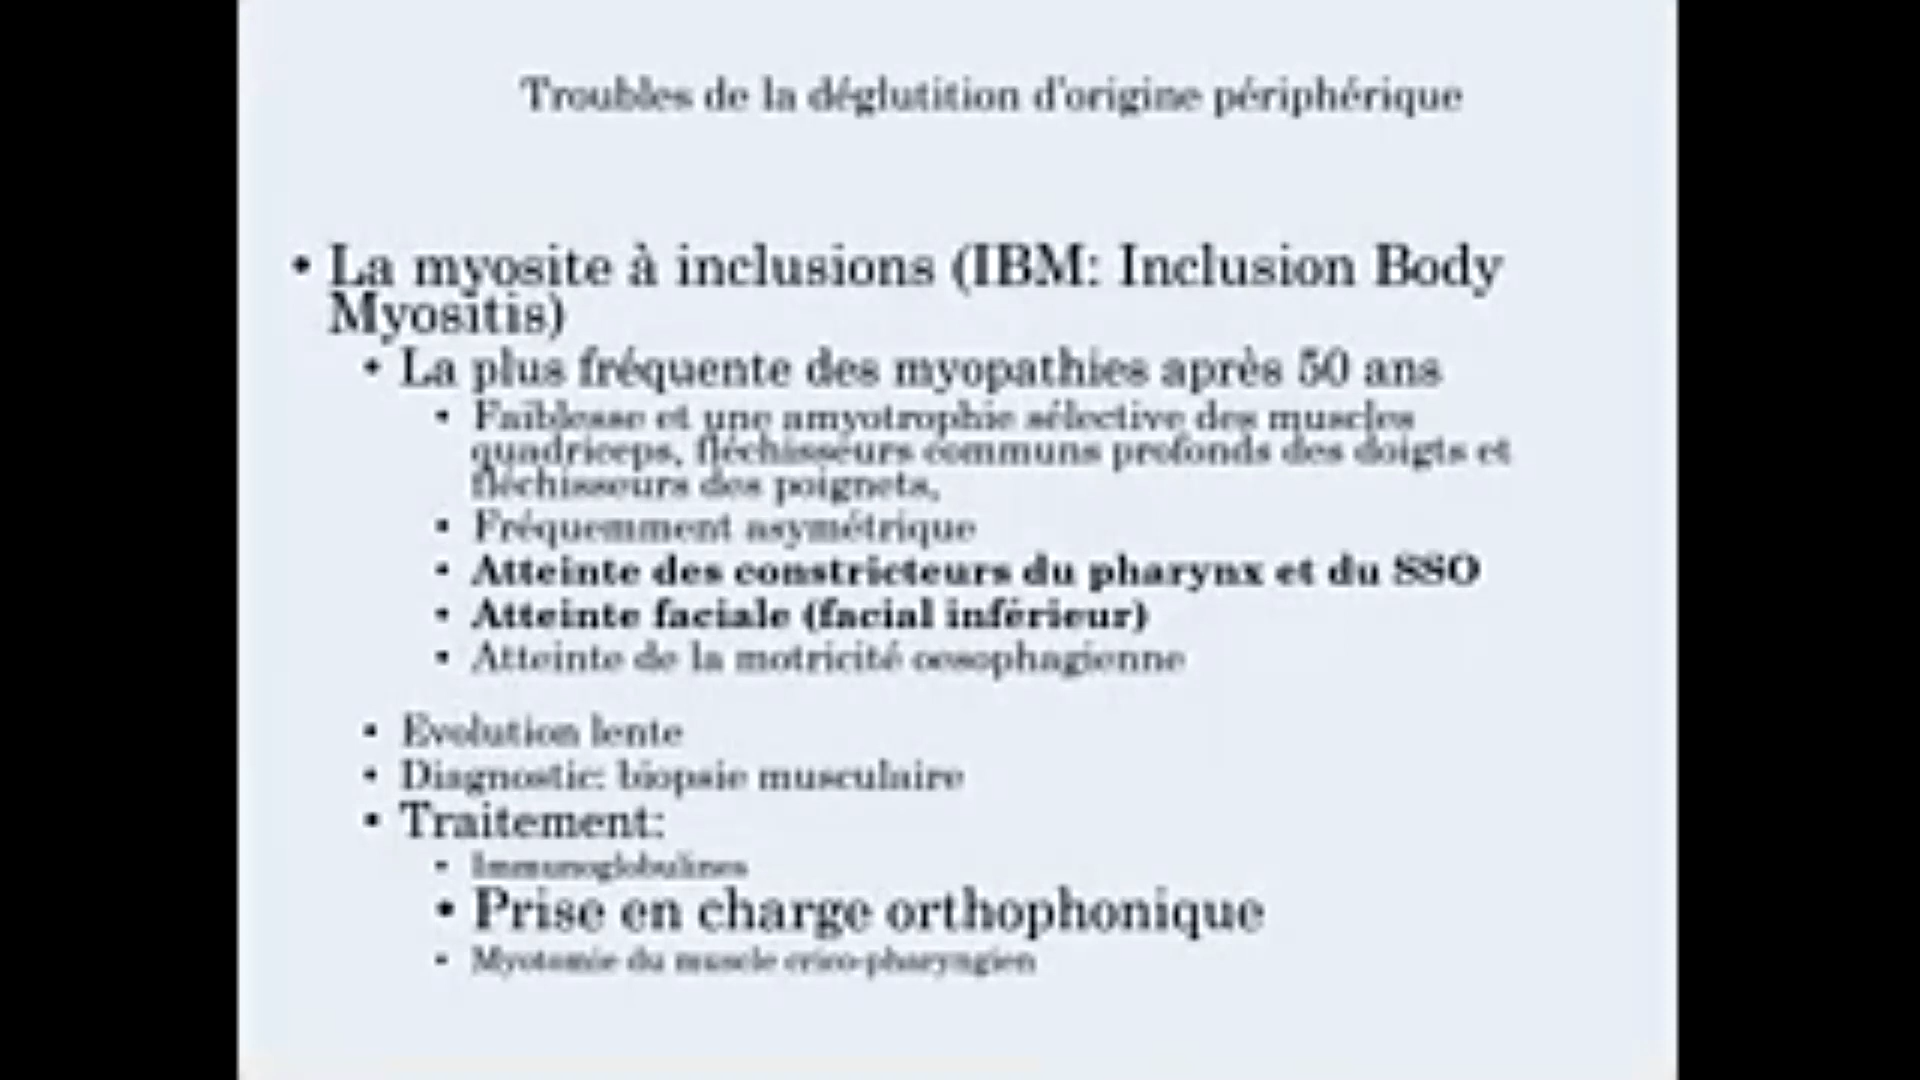 Troubles de la déglutition d'origine périphérique
• La myosite à inclusions (IBM: Inclusion Body
Myositis)
• La plus fréquente des myopathies après 50 ans
• Faiblesse et une amyotrophie sélective des muscles
quadriceps, fléchisseurs communs profonds des doigts et
fléchisseurs des poignets,
• Fréquemment asymétrique
• Atteinte des constricteurs du pharynx et du SSO
• Atteinte faciale (facial inférieur)
• Atteinte de la motricité oesophagienne
• Evolution lente
• Diagnostic: biopsie musculaire
• Traitement:
• Immunoglobulines
• Prise en charge orthophonique
• Myotomie du muscle crico-pharyngien